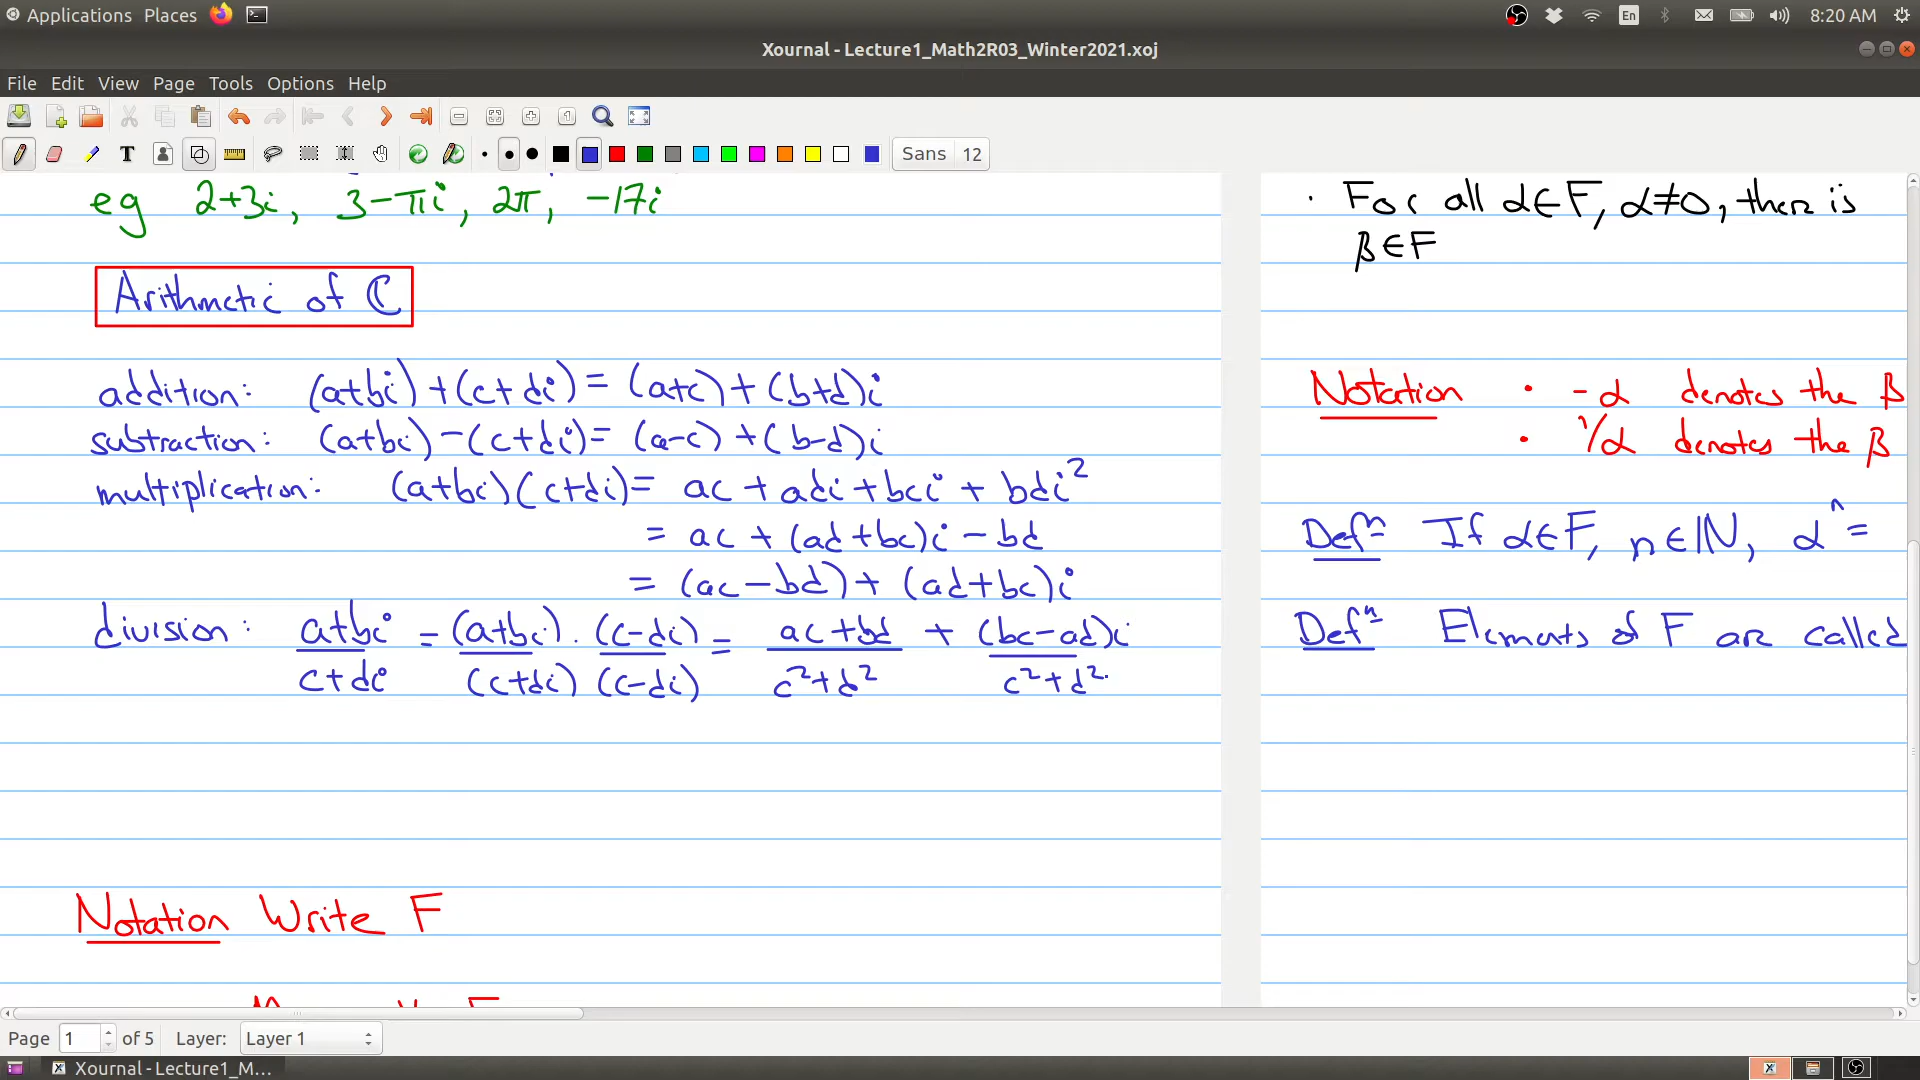 Applications Places En 8:20 AM
Xournal - Lecture1_Math2R03_Winter2021.xoj
File Edit View Page Tools Options Help
T Sans 12
eg 2+3i, 3-πi, 2π, -17i
Arithmetic of ℂ
addition: (a+bi)+(c+di)= (a+c)+(b+d)i
subtraction: (a+bi)-(c+di)= (a-c)+(b-d)i
multiplication: (a+bi)(c+di)= ac + adi + bci + bdi²
= ac + (ad+bc)i - bd
= (ac-bd)+ (ad+bc)i
division: a+bi = (a+bi) · (c-di) = ac+bd + (bc-ad)i
c+di (c+di) (c-di) c²+d² c²+d²
Notation Write F
· For all α∈F, α≠0, there is
β∈F
Notation • -α denotes the β
• 1/α denotes the β
Defⁿ If α∈F, n∈ℕ, αⁿ=
Defⁿ Elements of F are called
Page 1 of 5 Layer: Layer 1
Xournal - Lecture1_M...